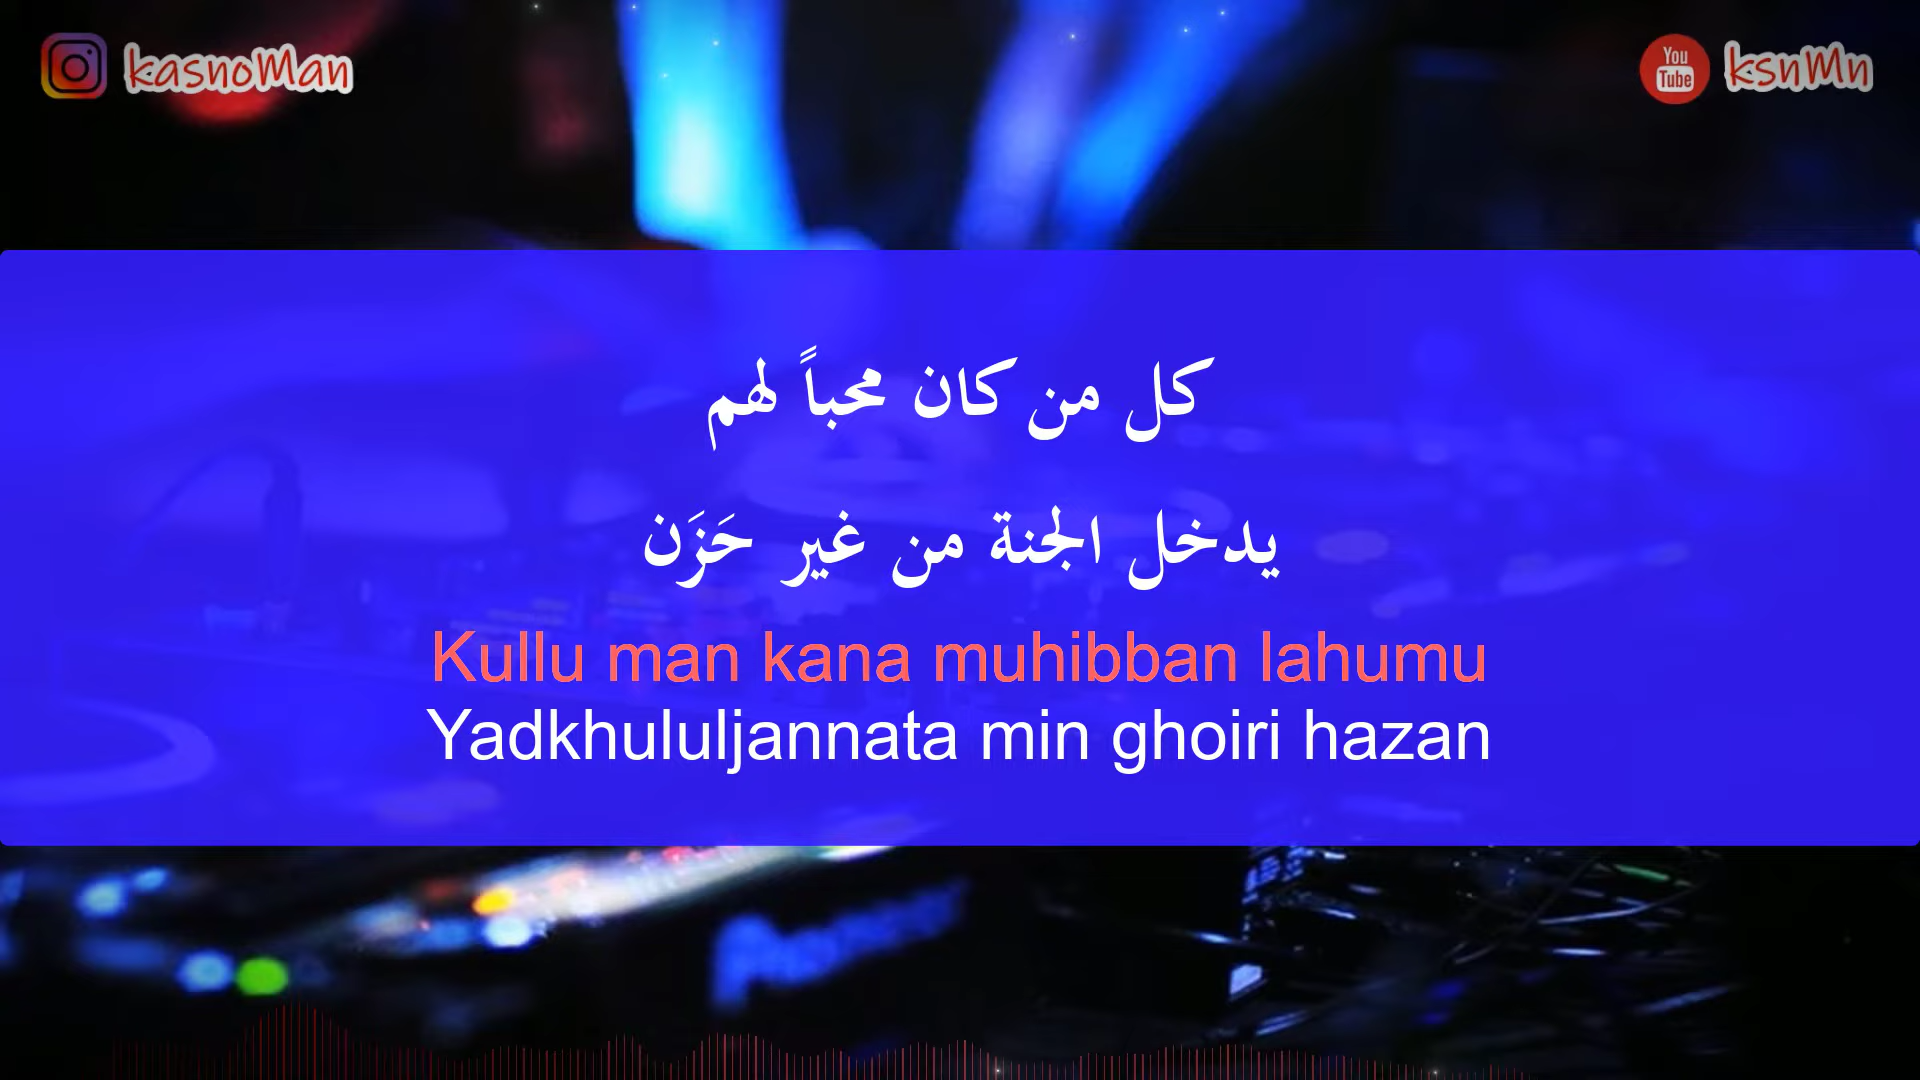 kasnoMan
You Tube ksnMn
كل من كان محباً لهم
يدخل الجنة من غير حَزَن
Kullu man kana muhibban lahumu
Yadkhululjannata min ghoiri hazan